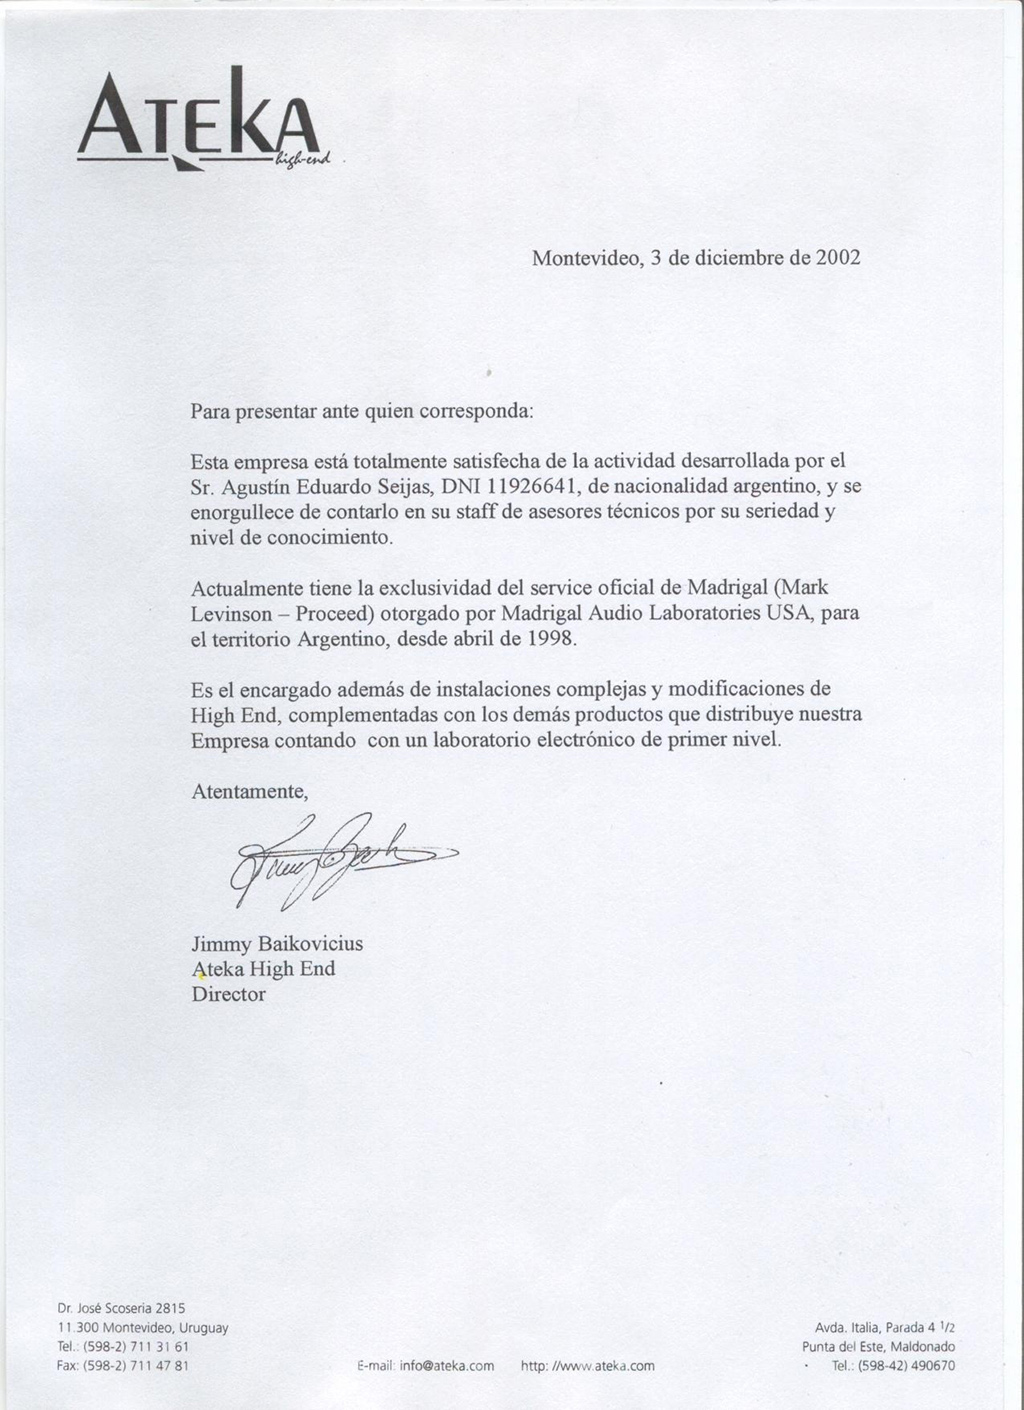 ATEKA
high-end
Montevideo, 3 de diciembre de 2002
Para presentar ante quien corresponda:
Esta empresa está totalmente satisfecha de la actividad desarrollada por el
Sr. Agustín Eduardo Seijas, DNI 11926641, de nacionalidad argentino, y se
enorgullece de contarlo en su staff de asesores técnicos por su seriedad y
nivel de conocimiento.
Actualmente tiene la exclusividad del service oficial de Madrigal (Mark
Levinson – Proceed) otorgado por Madrigal Audio Laboratories USA, para
el territorio Argentino, desde abril de 1998.
Es el encargado además de instalaciones complejas y modificaciones de
High End, complementadas con los demás productos que distribuye nuestra
Empresa contando con un laboratorio electrónico de primer nivel.
Atentamente,
Jimmy Baikovicius
Ateka High End
Director
Dr. José Scoseria 2815
11.300 Montevideo, Uruguay
Tel.: (598-2) 711 31 61
Fax: (598-2) 711 47 81
E-mail: info@ateka.com http: //www.ateka.com
Avda. Italia, Parada 4 1/2
Punta del Este, Maldonado
Tel.: (598-42) 490670